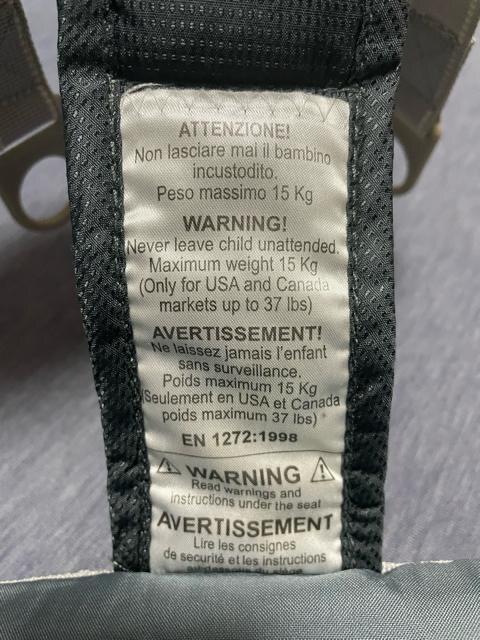 ATTENZIONE!
Non lasciare mai il bambino
incustodito.
Peso massimo 15 Kg
WARNING!
Never leave child unattended.
Maximum weight 15 Kg
(Only for USA and Canada
markets up to 37 lbs)
AVERTISSEMENT!
Ne laissez jamais l'enfant
sans surveillance.
Poids maximum 15 Kg
(Seulement en USA et Canada
poids maximum 37 lbs)
EN 1272:1998
⚠ WARNING ⚠
Read warnings and
instructions under the seat
AVERTISSEMENT
Lire les consignes
de securité et les instructions